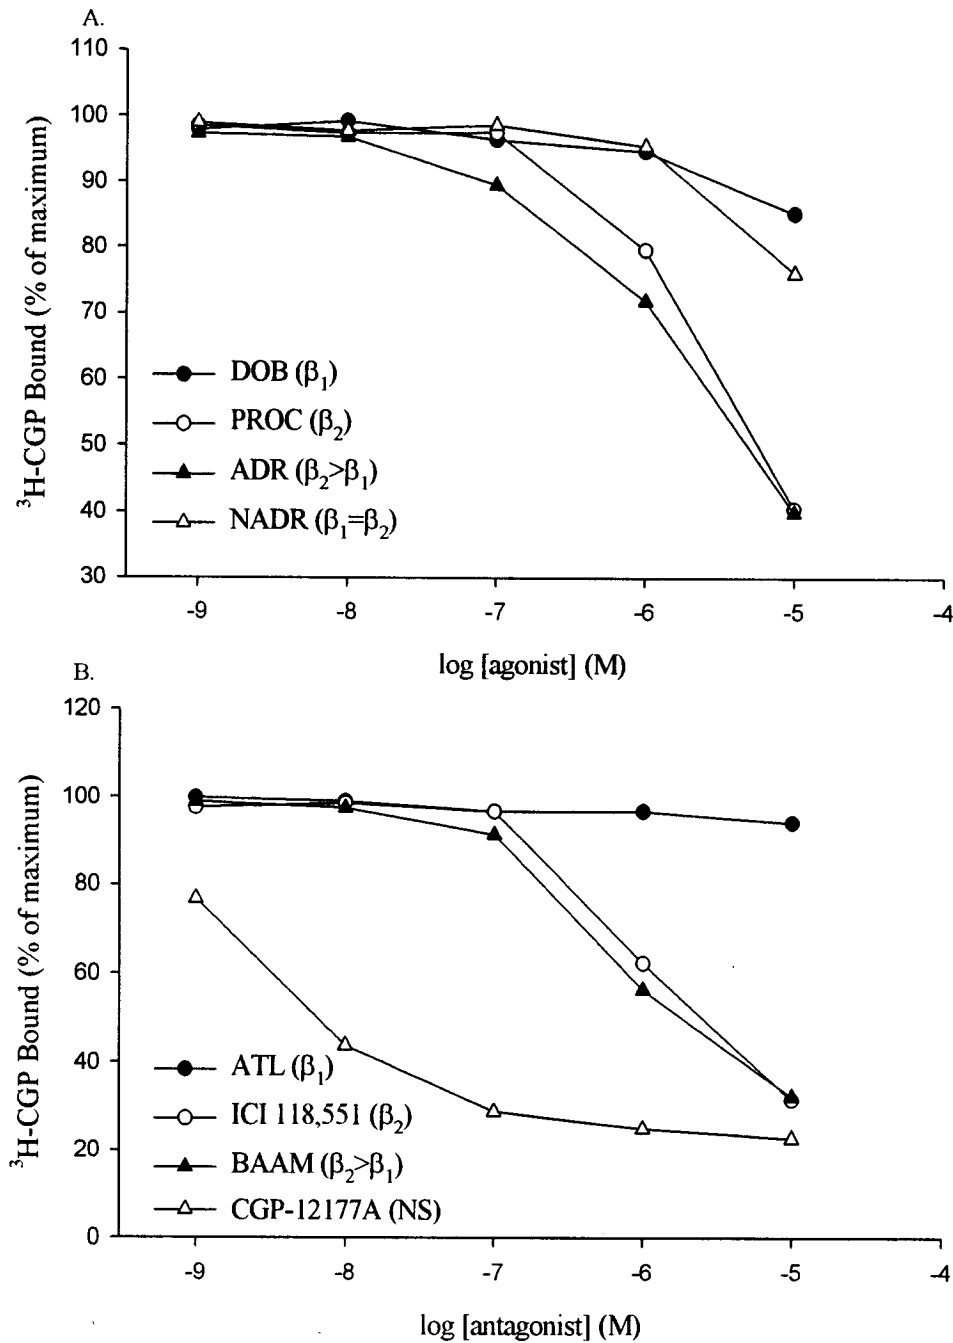 A.
110
100
90
80
70
60
50
40
30
³H-CGP Bound (% of maximum)
DOB (β₁)
PROC (β₂)
ADR (β₂>β₁)
NADR (β₁=β₂)
-9 -8 -7 -6 -5 -4
log [agonist] (M)
B.
120
100
80
60
40
20
0
³H-CGP Bound (% of maximum)
ATL (β₁)
ICI 118,551 (β₂)
BAAM (β₂>β₁)
CGP-12177A (NS)
-9 -8 -7 -6 -5 -4
log [antagonist] (M)